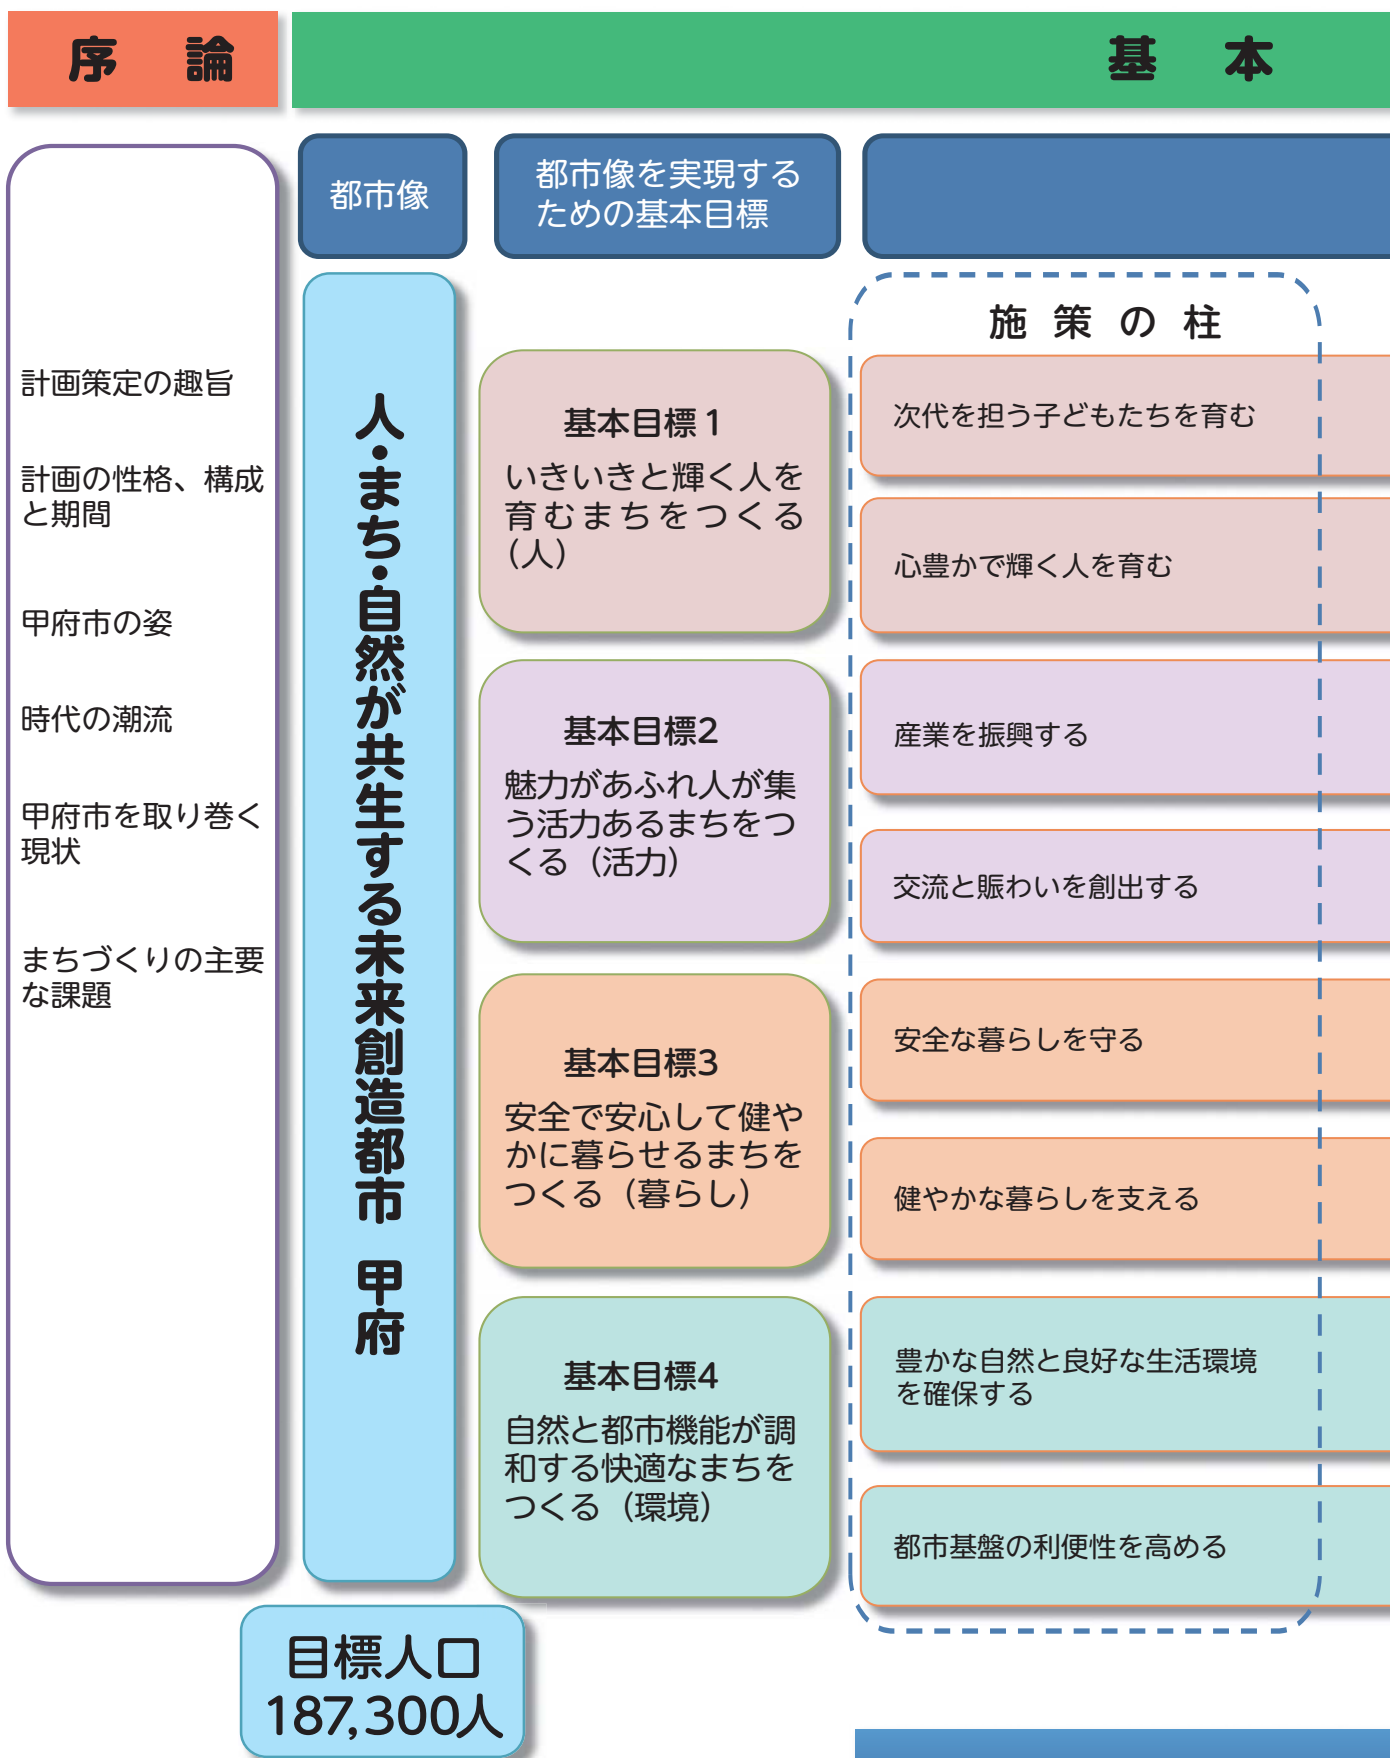 序　論
基　本
都市像
都市像を実現する
ための基本目標
計画策定の趣旨
計画の性格、構成
と期間
甲府市の姿
時代の潮流
甲府市を取り巻く
現状
まちづくりの主要
な課題
人・まち・自然が共生する未来創造都市　甲府
目標人口
187,300人
基本目標1
いきいきと輝く人を
育むまちをつくる
（人）
基本目標2
魅力があふれ人が集
う活力あるまちをつ
くる（活力）
基本目標3
安全で安心して健や
かに暮らせるまちを
つくる（暮らし）
基本目標4
自然と都市機能が調
和する快適なまちを
つくる（環境）
施策の柱
次代を担う子どもたちを育む
心豊かで輝く人を育む
産業を振興する
交流と賑わいを創出する
安全な暮らしを守る
健やかな暮らしを支える
豊かな自然と良好な生活環境
を確保する
都市基盤の利便性を高める